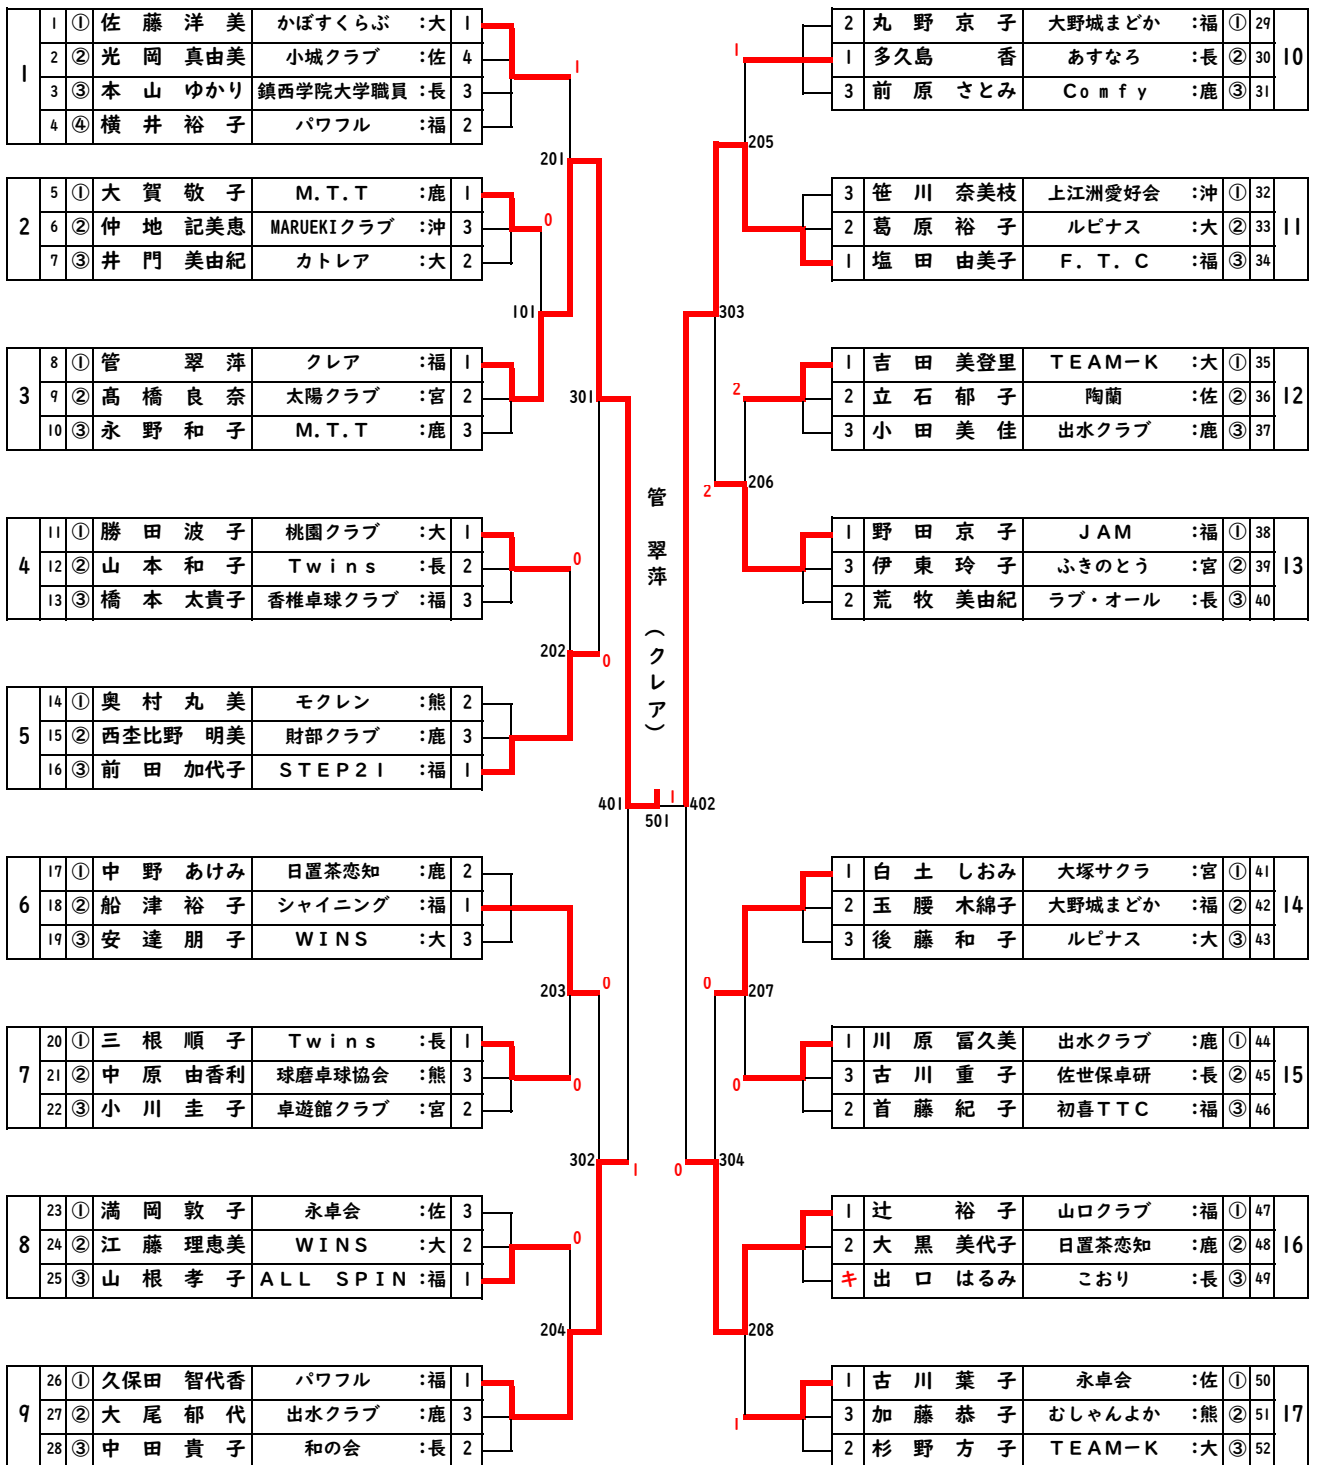 1
1 ① 佐藤洋美 かぼすくらぶ :大 1
2 ② 光岡 真由美 小城クラブ :佐 4
3 ③ 本山 ゆかり 鎮西学院大学職員 :長 3
4 ④ 横井裕子 パワフル :福 2
2
5 ① 大賀敬子 M.T.T :鹿 1
6 ② 仲地 記美恵 MARUEKIクラブ :沖 3
7 ③ 井門 美由紀 カトレア :大 2
3
8 ① 管 翠萍 クレア :福 1
9 ② 髙橋良奈 太陽クラブ :宮 2
10 ③ 永野和子 M.T.T :鹿 3
4
11 ① 勝田波子 桃園クラブ :大 1
12 ② 山本和子 Twins :長 2
13 ③ 橋本 太貴子 香椎卓球クラブ :福 3
5
14 ① 奥村丸美 モクレン :熊 2
15 ② 西杢比野 明美 財部クラブ :鹿 3
16 ③ 前田 加代子 STEP21 :福 1
6
17 ① 中野 あけみ 日置茶恋知 :鹿 2
18 ② 船津裕子 シャイニング :福 1
19 ③ 安達朋子 WINS :大 3
7
20 ① 三根順子 Twins :長 1
21 ② 中原 由香利 球磨卓球協会 :熊 3
22 ③ 小川圭子 卓遊館クラブ :宮 2
8
23 ① 満岡敦子 永卓会 :佐 3
24 ② 江藤 理恵美 WINS :大 2
25 ③ 山根孝子 ALL SPIN :福 1
9
26 ① 久保田 智代香 パワフル :福 1
27 ② 大尾郁代 出水クラブ :鹿 3
28 ③ 中田貴子 和の会 :長 2
1
201
0
101
301
0
202
0
203
0
0
302
1
0
204
401
501
1
402
管 翠萍 (クレア)
1
205
303
2
206
2
0
207
0
0
304
208
1
2 丸野京子 大野城まどか :福 ① 29
1 多久島 香 あすなろ :長 ② 30
3 前原 さとみ Comfy :鹿 ③ 31
10
3 笹川 奈美枝 上江洲愛好会 :沖 ① 32
2 葛原裕子 ルピナス :大 ② 33
1 塩田 由美子 F.T.C :福 ③ 34
11
1 吉田 美登里 TEAM-K :大 ① 35
2 立石郁子 陶蘭 :佐 ② 36
3 小田美佳 出水クラブ :鹿 ③ 37
12
1 野田京子 JAM :福 ① 38
3 伊東玲子 ふきのとう :宮 ② 39
2 荒牧 美由紀 ラブ・オール :長 ③ 40
13
1 白土 しおみ 大塚サクラ :宮 ① 41
2 玉腰 木綿子 大野城まどか :福 ② 42
3 後藤和子 ルピナス :大 ③ 43
14
1 川原 冨久美 出水クラブ :鹿 ① 44
3 古川重子 佐世保卓研 :長 ② 45
2 首藤紀子 初喜TTC :福 ③ 46
15
1 辻 裕子 山口クラブ :福 ① 47
2 大黒 美代子 日置茶恋知 :鹿 ② 48
キ 出口 はるみ こおり :長 ③ 49
16
1 古川葉子 永卓会 :佐 ① 50
3 加藤恭子 むしゃんよか :熊 ② 51
2 杉野方子 TEAM-K :大 ③ 52
17